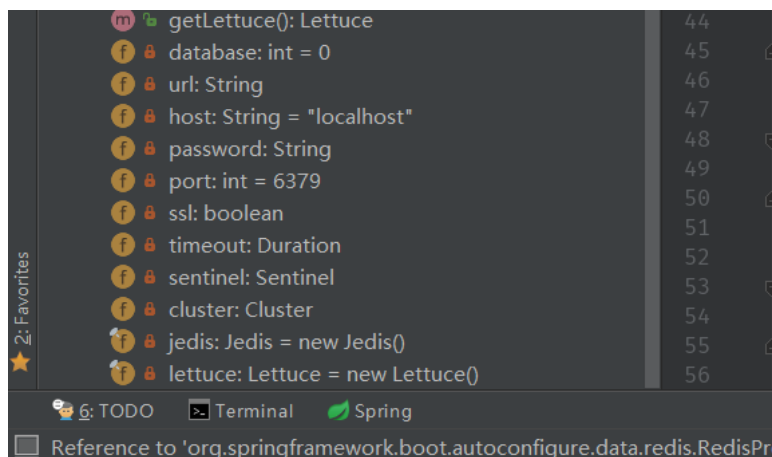 getLettuce(): Lettuce
database: int = 0
url: String
host: String = "localhost"
password: String
port: int = 6379
ssl: boolean
timeout: Duration
sentinel: Sentinel
cluster: Cluster
jedis: Jedis = new Jedis()
lettuce: Lettuce = new Lettuce()
44
45
46
47
48
49
50
51
52
53
54
55
56
2: Favorites
6: TODO
Terminal
Spring
Reference to 'org.springframework.boot.autoconfigure.data.redis.RedisPr